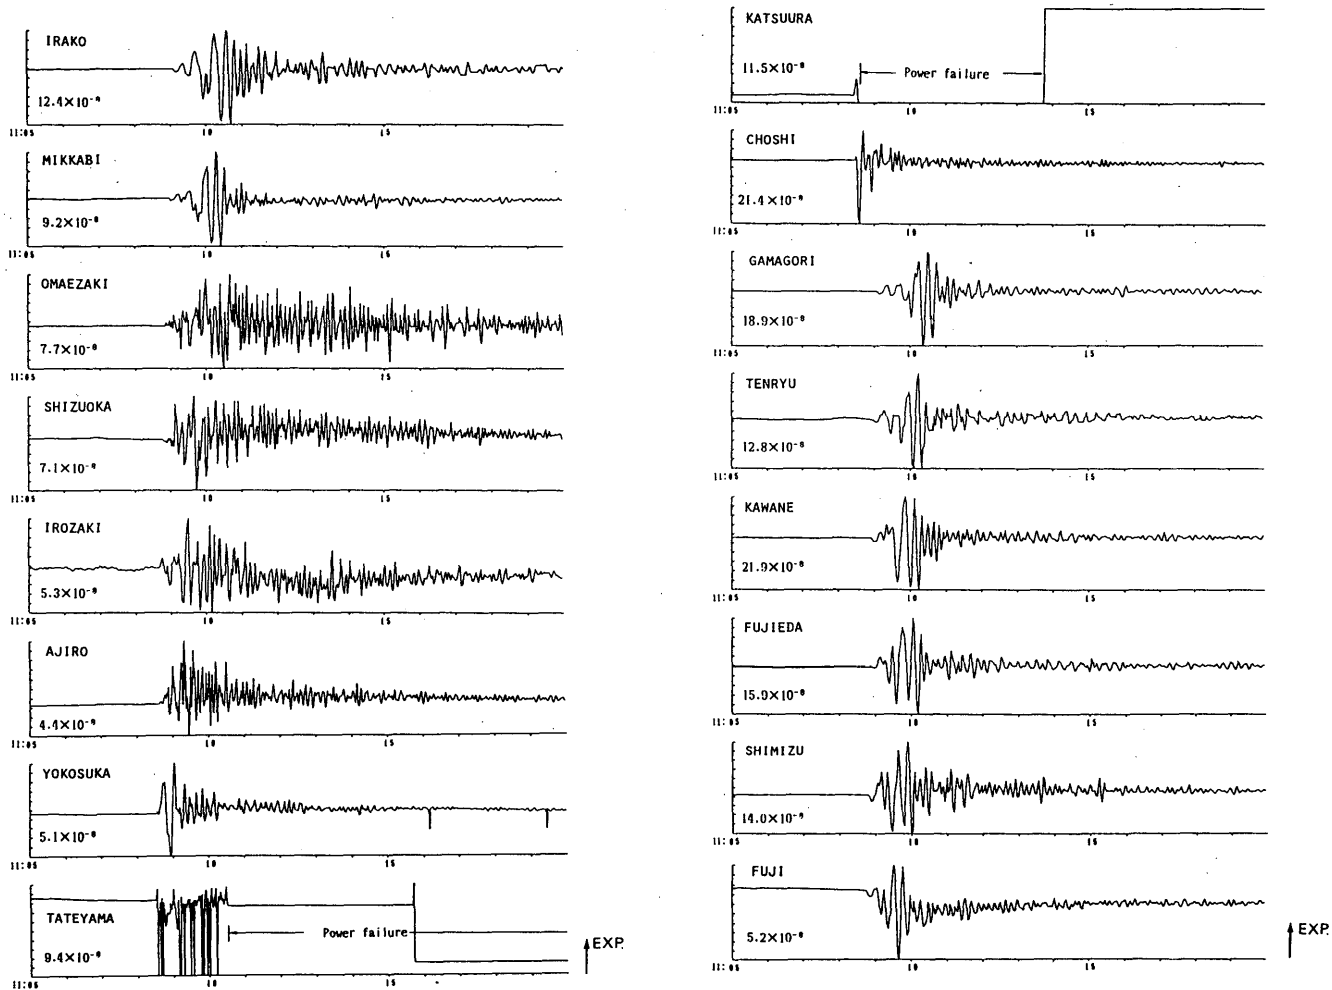 IRAKO
12.4×10⁻⁸
11:05 10 15
MIKKABI
9.2×10⁻⁸
11:05 10 15
OMAEZAKI
7.7×10⁻⁸
11:05 10 15
SHIZUOKA
7.1×10⁻⁸
11:05 10 15
IROZAKI
5.3×10⁻⁸
11:05 10 15
AJIRO
4.4×10⁻⁸
11:05 10 15
YOKOSUKA
5.1×10⁻⁸
11:05 10 15
TATEYAMA
Power failure
9.4×10⁻⁸
11:05 10 15
EXP.
KATSUURA
11.5×10⁻⁸
Power failure
11:05 10 15
CHOSHI
21.4×10⁻⁸
11:05 10 15
GAMAGORI
18.9×10⁻⁸
11:05 10 15
TENRYU
12.8×10⁻⁸
11:05 10 15
KAWANE
21.9×10⁻⁸
11:05 10 15
FUJIEDA
15.9×10⁻⁸
11:05 10 15
SHIMIZU
14.0×10⁻⁸
11:05 10 15
FUJI
5.2×10⁻⁸
11:05 10 15
EXP.